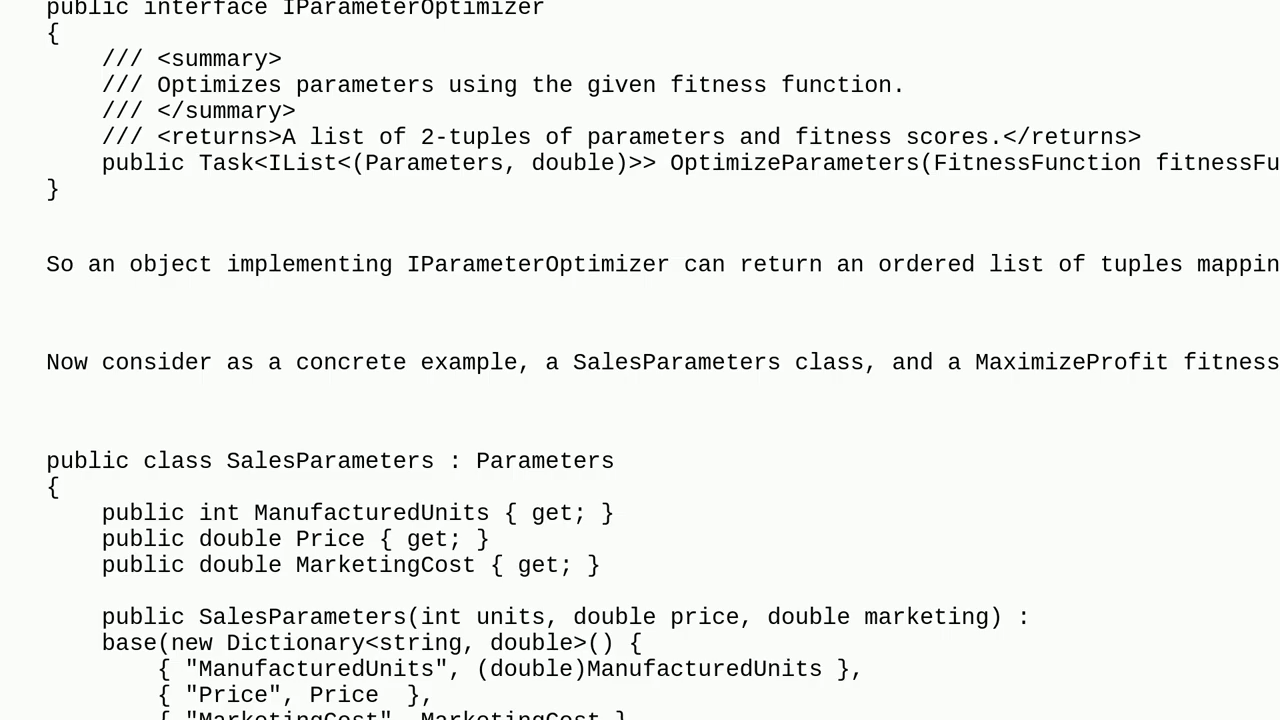 public interface IParameterOptimizer
{
/// <summary>
/// Optimizes parameters using the given fitness function.
/// </summary>
/// <returns>A list of 2-tuples of parameters and fitness scores.</returns>
public Task<IList<(Parameters, double)>> OptimizeParameters(FitnessFunction fitnessFu
}
So an object implementing IParameterOptimizer can return an ordered list of tuples mappin
Now consider as a concrete example, a SalesParameters class, and a MaximizeProfit fitness
public class SalesParameters : Parameters
{
public int ManufacturedUnits { get; }
public double Price { get; }
public double MarketingCost { get; }
public SalesParameters(int units, double price, double marketing) :
base(new Dictionary<string, double>() {
{ "ManufacturedUnits", (double)ManufacturedUnits },
{ "Price", Price  },
{ "MarketingCost", MarketingCost }